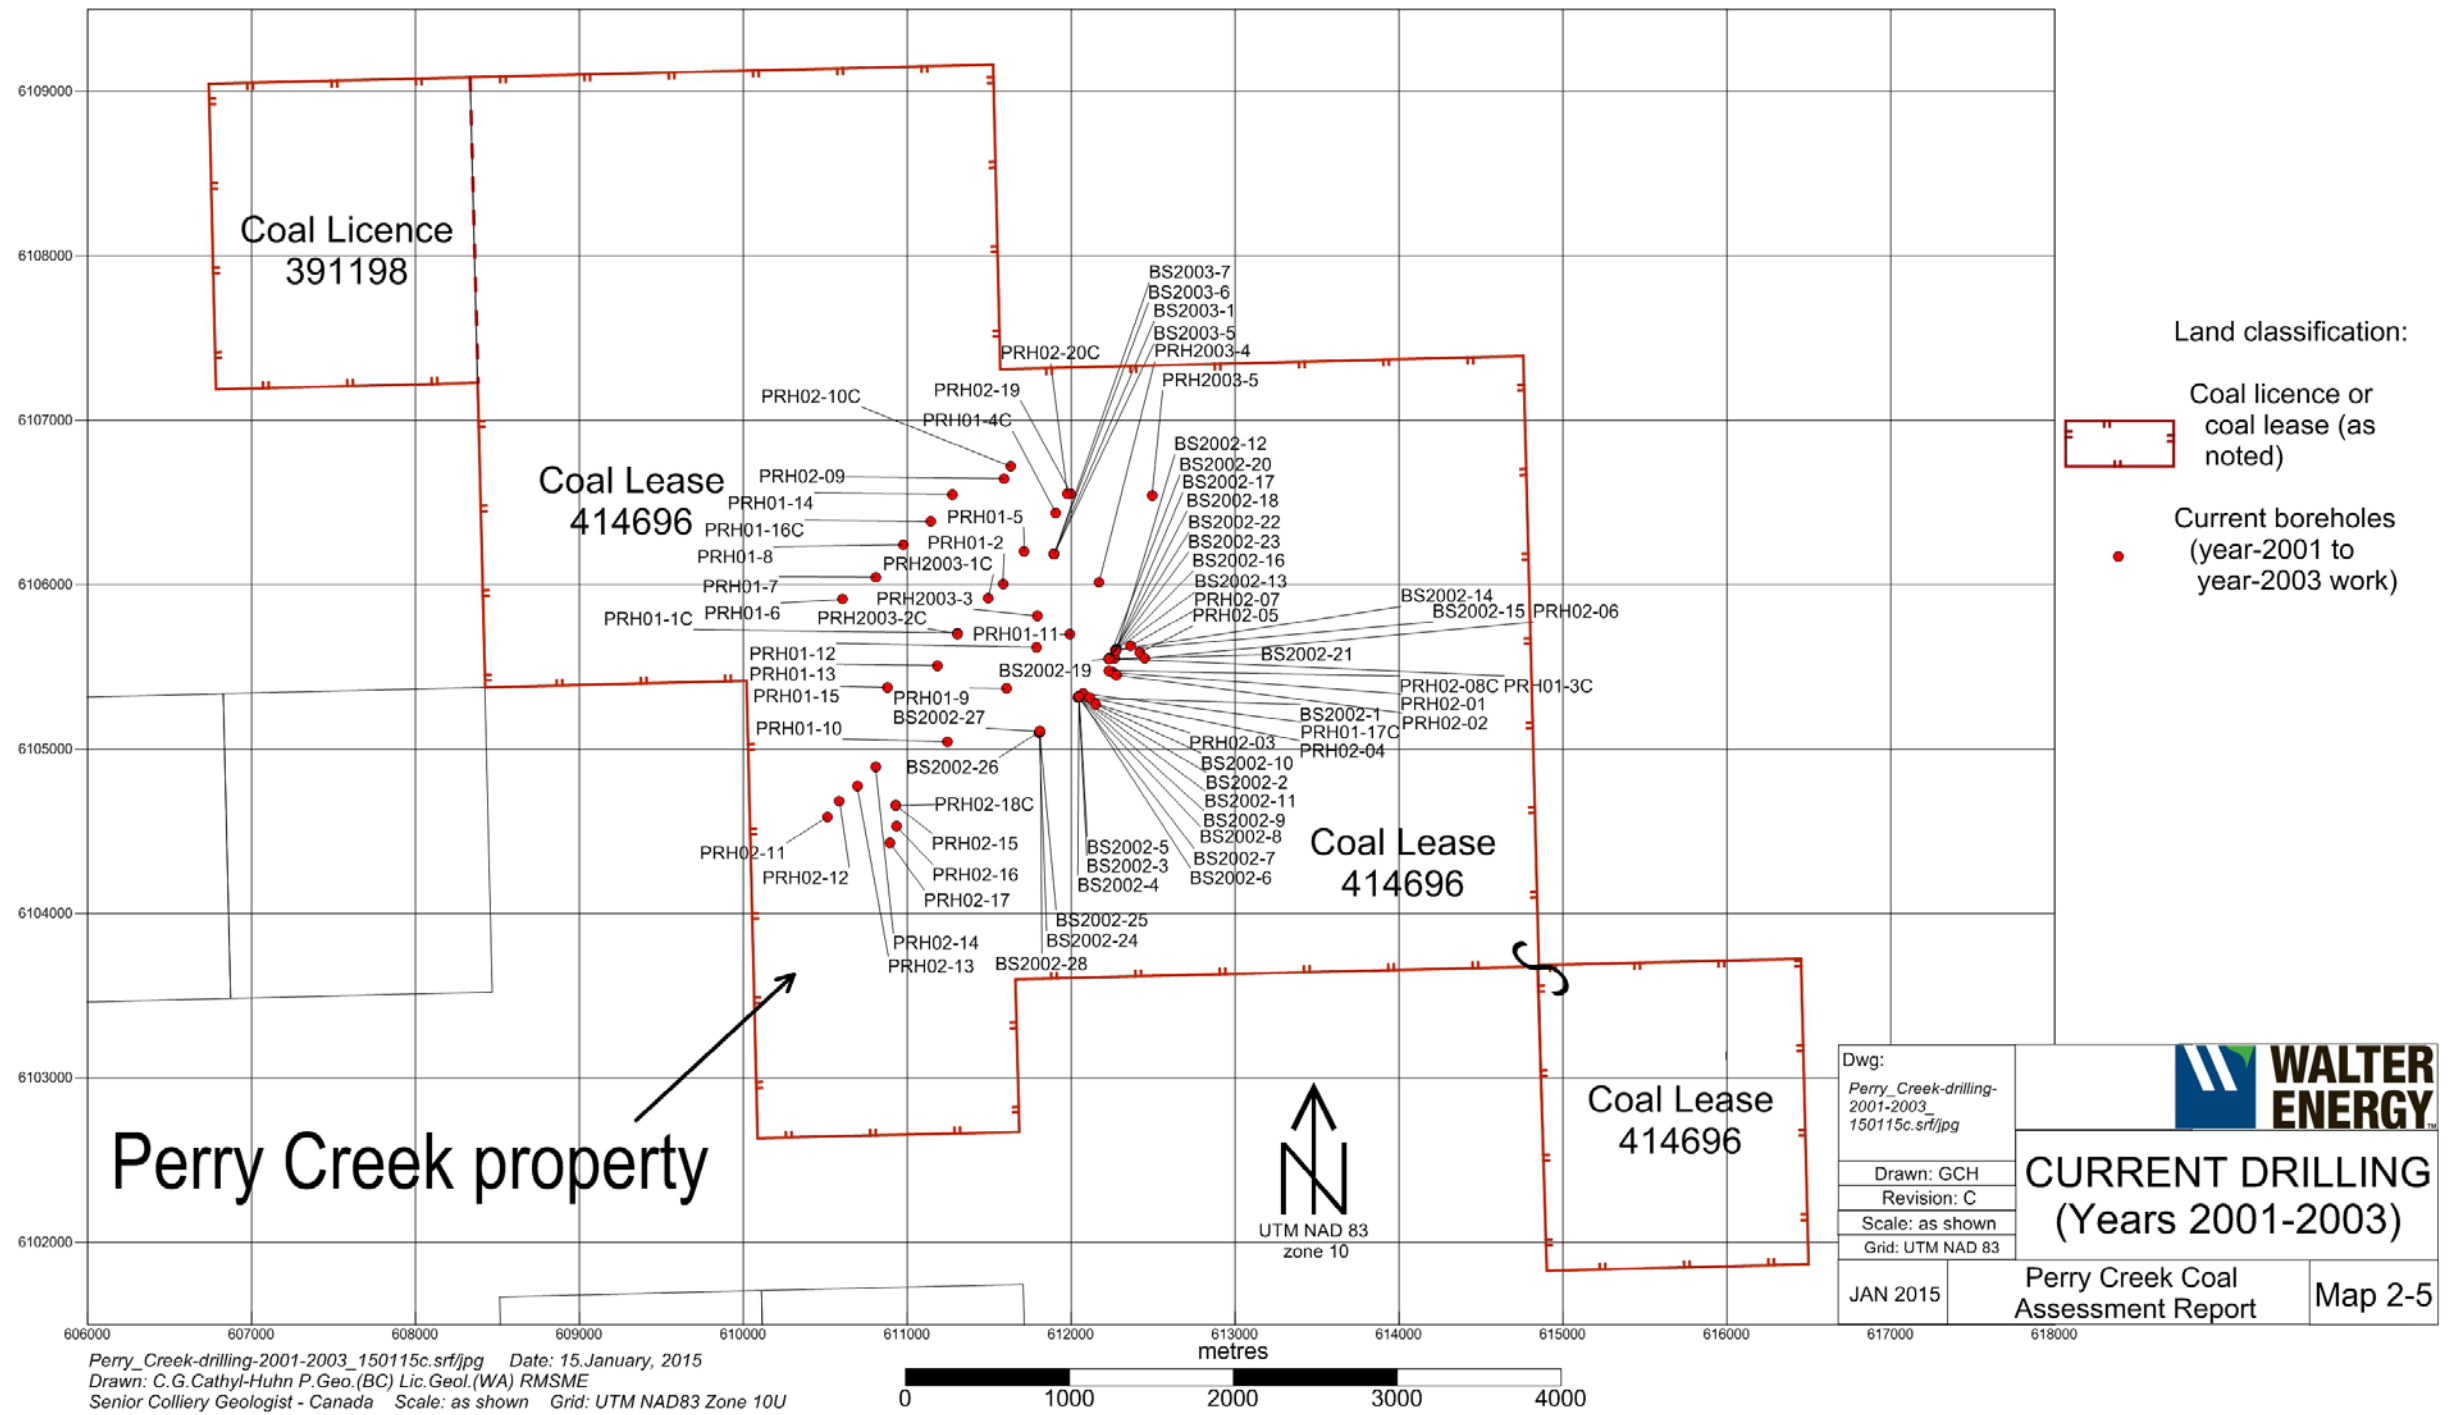 6109000
6108000
6107000
6106000
6105000
6104000
6103000
6102000
Coal Licence
391198
Coal Lease
414696
BS2003-7
BS2003-6
BS2003-1
BS2003-5
PRH02-20C
PRH2003-4
PRH2003-5
PRH02-19
PRH02-10C
PRH01-4C
BS2002-12
BS2002-20
PRH02-09
BS2002-17
PRH01-14
BS2002-18
PRH01-5
BS2002-22
PRH01-16C
PRH01-2
BS2002-23
PRH01-8
PRH2003-1C
BS2002-16
BS2002-13
PRH01-7
PRH2003-3
PRH02-07
BS2002-14
PRH01-6
BS2002-15
PRH02-06
PRH01-1C
PRH2003-2C
PRH02-05
PRH01-11
PRH01-12
BS2002-21
BS2002-19
PRH01-13
PRH02-08C
PRH01-3C
PRH01-15
PRH01-9
PRH02-01
BS2002-27
BS2002-1
PRH02-02
PRH01-10
PRH01-17C
PRH02-03
PRH02-04
BS2002-26
BS2002-10
BS2002-2
PRH02-18C
BS2002-11
BS2002-9
BS2002-8
PRH02-15
BS2002-5
PRH02-11
BS2002-3
BS2002-7
PRH02-12
PRH02-16
BS2002-4
BS2002-6
PRH02-17
BS2002-25
PRH02-14
BS2002-24
PRH02-13
BS2002-28
Coal Lease
414696
Coal Lease
414696
Perry Creek property
UTM NAD 83
zone 10
Land classification:
Coal licence or
coal lease (as
noted)
Current boreholes
(year-2001 to
year-2003 work)
Dwg:
Perry_Creek-drilling-
2001-2003_
150115c.srf/jpg
Drawn: GCH
Revision: C
Scale: as shown
Grid: UTM NAD 83
JAN 2015
WALTER
ENERGY™
CURRENT DRILLING
(Years 2001-2003)
Perry Creek Coal
Assessment Report
Map 2-5
606000 607000 608000 609000 610000 611000 612000 613000 614000 615000 616000 617000 618000
metres
0 1000 2000 3000 4000
Perry_Creek-drilling-2001-2003_150115c.srf/jpg Date: 15.January, 2015
Drawn: C.G.Cathyl-Huhn P.Geo.(BC) Lic.Geol.(WA) RMSME
Senior Colliery Geologist - Canada Scale: as shown Grid: UTM NAD83 Zone 10U